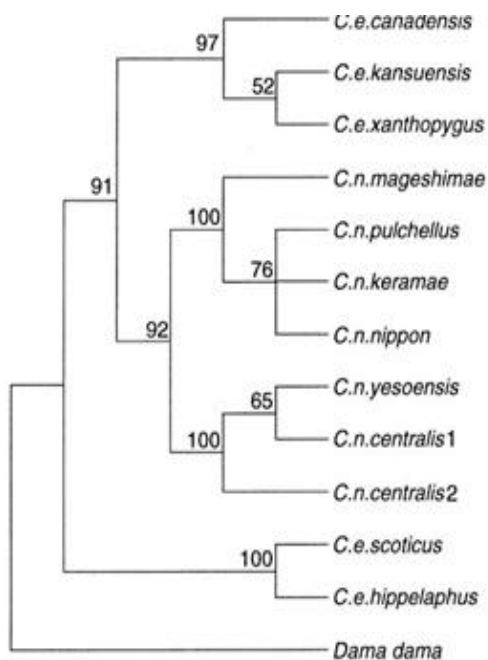 C.e.canadensis
97
C.e.kansuensis
52
C.e.xanthopygus
C.n.mageshimae
91
100
C.n.pulchellus
76
C.n.keramae
C.n.nippon
92
C.n.yesoensis
65
C.n.centralis1
100
C.n.centralis2
C.e.scoticus
100
C.e.hippelaphus
Dama dama